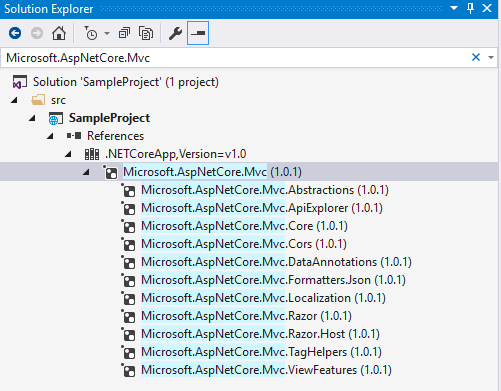 Solution Explorer
Microsoft.AspNetCore.Mvc
Solution 'SampleProject' (1 project)
src
SampleProject
References
.NETCoreApp,Version=v1.0
Microsoft.AspNetCore.Mvc (1.0.1)
Microsoft.AspNetCore.Mvc.Abstractions (1.0.1)
Microsoft.AspNetCore.Mvc.ApiExplorer (1.0.1)
Microsoft.AspNetCore.Mvc.Core (1.0.1)
Microsoft.AspNetCore.Mvc.Cors (1.0.1)
Microsoft.AspNetCore.Mvc.DataAnnotations (1.0.1)
Microsoft.AspNetCore.Mvc.Formatters.Json (1.0.1)
Microsoft.AspNetCore.Mvc.Localization (1.0.1)
Microsoft.AspNetCore.Mvc.Razor (1.0.1)
Microsoft.AspNetCore.Mvc.Razor.Host (1.0.1)
Microsoft.AspNetCore.Mvc.TagHelpers (1.0.1)
Microsoft.AspNetCore.Mvc.ViewFeatures (1.0.1)